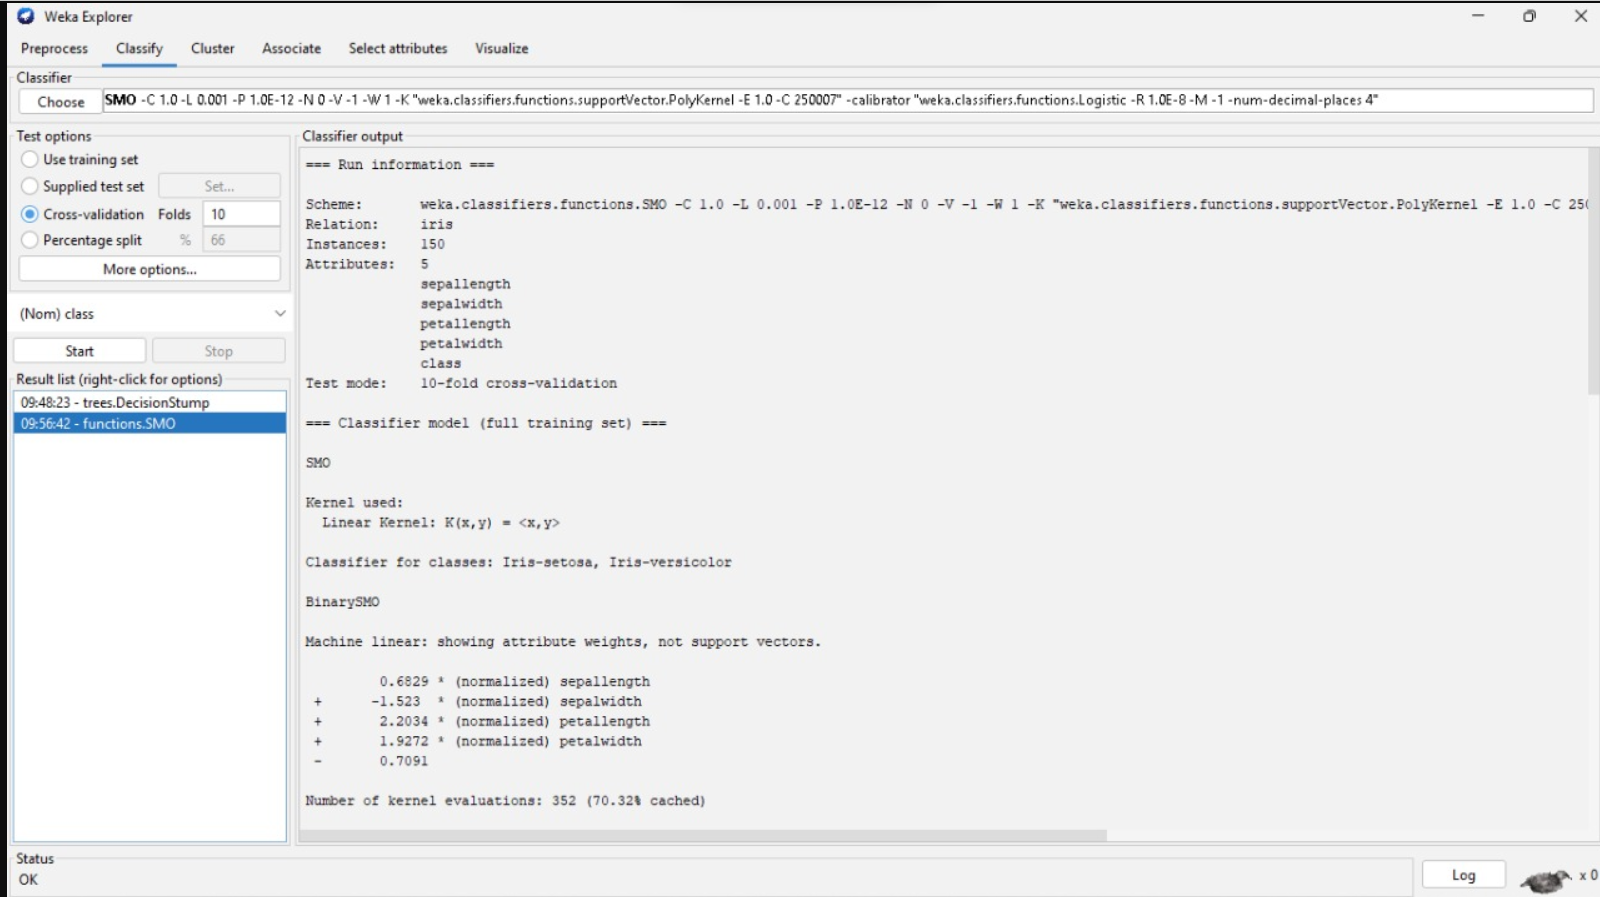 Weka Explorer
Preprocess Classify Cluster Associate Select attributes Visualize
Classifier
Choose SMO -C 1.0 -L 0.001 -P 1.0E-12 -N 0 -V -1 -W 1 -K "weka.classifiers.functions.supportVector.PolyKernel -E 1.0 -C 250007" -calibrator "weka.classifiers.functions.Logistic -R 1.0E-8 -M -1 -num-decimal-places 4"
Test options
Use training set
Supplied test set Set...
Cross-validation Folds 10
Percentage split % 66
More options...
(Nom) class
Start Stop
Result list (right-click for options)
09:48:23 - trees.DecisionStump
09:56:42 - functions.SMO
Classifier output
=== Run information ===
Scheme: weka.classifiers.functions.SMO -C 1.0 -L 0.001 -P 1.0E-12 -N 0 -V -1 -W 1 -K "weka.classifiers.functions.supportVector.PolyKernel -E 1.0 -C 250
Relation: iris
Instances: 150
Attributes: 5
sepallength
sepalwidth
petallength
petalwidth
class
Test mode: 10-fold cross-validation
=== Classifier model (full training set) ===
SMO
Kernel used:
Linear Kernel: K(x,y) = <x,y>
Classifier for classes: Iris-setosa, Iris-versicolor
BinarySMO
Machine linear: showing attribute weights, not support vectors.
0.6829 * (normalized) sepallength
+ -1.523 * (normalized) sepalwidth
+ 2.2034 * (normalized) petallength
+ 1.9272 * (normalized) petalwidth
- 0.7091
Number of kernel evaluations: 352 (70.32% cached)
Status
OK
Log x 0